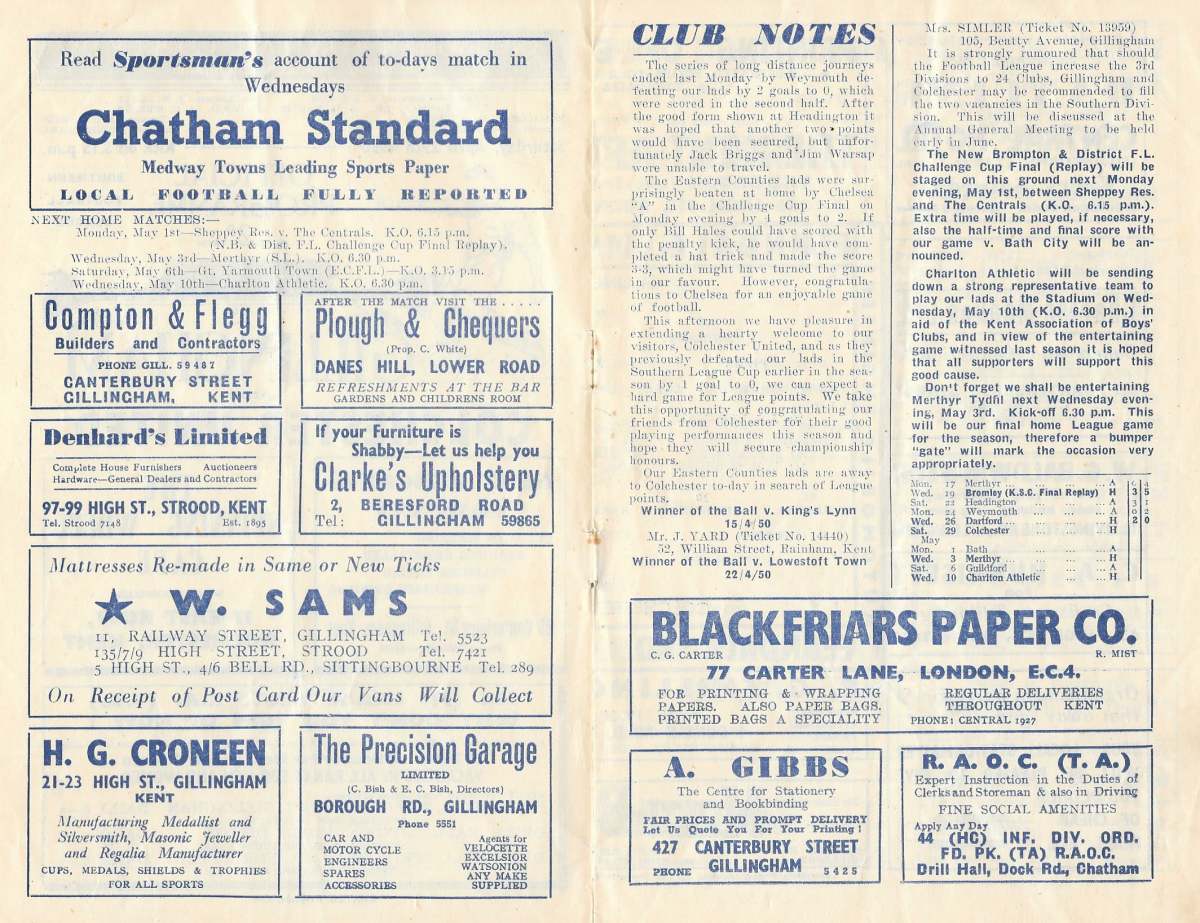 Read Sportsman's account of to-days match in
Wednesdays
Chatham Standard
Medway Towns Leading Sports Paper
LOCAL FOOTBALL FULLY REPORTED
NEXT HOME MATCHES:—
Monday, May 1st—Sheppey Res. v. The Centrals. K.O. 6.15 p.m.
(N.B. & Dist. F.L. Challenge Cup Final Replay).
Wednesday, May 3rd—Merthyr (S.L.). K.O. 6.30 p.m.
Saturday, May 6th—Gt. Yarmouth Town (E.C.F.L.)—K.O. 3.15 p.m.
Wednesday, May 10th—Charlton Athletic. K.O. 6.30 p.m.
Compton & Flegg
Builders and Contractors
PHONE GILL. 59487
CANTERBURY STREET
GILLINGHAM, KENT
AFTER THE MATCH VISIT THE . . . . .
Plough & Chequers
(Prop. C. White)
DANES HILL, LOWER ROAD
REFRESHMENTS AT THE BAR
GARDENS AND CHILDRENS ROOM
Denhard's Limited
Complete House Furnishers Auctioneers
Hardware—General Dealers and Contractors
97-99 HIGH ST., STROOD, KENT
Tel. Strood 7148 Est. 1895
If your Furniture is
Shabby—Let us help you
Clarke's Upholstery
2, BERESFORD ROAD
Tel: GILLINGHAM 59865
Mattresses Re-made in Same or New Ticks
W. SAMS
11, RAILWAY STREET, GILLINGHAM Tel. 5523
135/7/9 HIGH STREET, STROOD Tel. 7421
5 HIGH ST., 4/6 BELL RD., SITTINGBOURNE Tel. 289
On Receipt of Post Card Our Vans Will Collect
H. G. CRONEEN
21-23 HIGH ST., GILLINGHAM
KENT
Manufacturing Medallist and
Silversmith, Masonic Jeweller
and Regalia Manufacturer
CUPS, MEDALS, SHIELDS & TROPHIES
FOR ALL SPORTS
The Precision Garage
LIMITED
(C. Bish & E. C. Bish, Directors)
BOROUGH RD., GILLINGHAM
Phone 5551
CAR AND
MOTOR CYCLE
ENGINEERS
SPARES
ACCESSORIES
Agents for
VELOCETTE
EXCELSIOR
WATSONION
ANY MAKE
SUPPLIED
CLUB NOTES
The series of long distance journeys
ended last Monday by Weymouth de-
feating our lads by 2 goals to 0, which
were scored in the second half. After
the good form shown at Headington it
was hoped that another two points
would have been secured, but unfor-
tunately Jack Briggs and Jim Warsap
were unable to travel.
The Eastern Counties lads were sur-
prisingly beaten at home by Chelsea
"A" in the Challenge Cup Final on
Monday evening by 4 goals to 2. If
only Bill Hales could have scored with
the penalty kick, he would have com-
pleted a hat trick and made the score
3-3, which might have turned the game
in our favour. However, congratula-
tions to Chelsea for an enjoyable game
of football.
This afternoon we have pleasure in
extending a hearty welcome to our
visitors, Colchester United, and as they
previously defeated our lads in the
Southern League Cup earlier in the sea-
son by 1 goal to 0, we can expect a
hard game for League points. We take
this opportunity of congratulating our
friends from Colchester for their good
playing performances this season and
hope they will secure championship
honours.
Our Eastern Counties lads are away
to Colchester to-day in search of League
points.
Winner of the Ball v. King's Lynn
15/4/50
Mr. J. YARD (Ticket No. 14440)
52, William Street, Rainham, Kent
Winner of the Ball v. Lowestoft Town
22/4/50
Mrs. SIMLER (Ticket No. 13959)
105, Beatty Avenue, Gillingham
It is strongly rumoured that should
the Football League increase the 3rd
Divisions to 24 Clubs, Gillingham and
Colchester may be recommended to fill
the two vacancies in the Southern Divi-
sion. This will be discussed at the
Annual General Meeting to be held
early in June.
The New Brompton & District F.L.
Challenge Cup Final (Replay) will be
staged on this ground next Monday
evening, May 1st, between Sheppey Res.
and The Centrals (K.O. 6.15 p.m.).
Extra time will be played, if necessary,
also the half-time and final score with
our game v. Bath City will be an-
nounced.
Charlton Athletic will be sending
down a strong representative team to
play our lads at the Stadium on Wed-
nesday, May 10th (K.O. 6.30 p.m.) in
aid of the Kent Association of Boys'
Clubs, and in view of the entertaining
game witnessed last season it is hoped
that all supporters will support this
good cause.
Don't forget we shall be entertaining
Merthyr Tydfil next Wednesday even-
ing, May 3rd. Kick-off 6.30 p.m. This
will be our final home League game
for the season, therefore a bumper
"gate" will mark the occasion very
appropriately.
Mon. 17 Merthyr ... ... ... ... A 4
Wed. 19 Bromley (K.S.C. Final Replay) H 3 5
Sat. 22 Headington ... ... ... A 3 1
Mon. 24 Weymouth ... ... ... A 0 2
Wed. 26 Dartford ... ... ... ... H 2 0
Sat. 29 Colchester ... ... ... H
May
Mon. 1 Bath ... ... ... ... A
Wed. 3 Merthyr ... ... ... ... H
Sat. 6 Guildford ... ... ... A
Wed. 10 Charlton Athletic ... ... H
BLACKFRIARS PAPER CO.
C. G. CARTER R. MIST
77 CARTER LANE, LONDON, E.C.4.
FOR PRINTING & WRAPPING
PAPERS. ALSO PAPER BAGS.
PRINTED BAGS A SPECIALITY
REGULAR DELIVERIES
THROUGHOUT KENT
PHONE: CENTRAL 1927
A. GIBBS
The Centre for Stationery
and Bookbinding
FAIR PRICES AND PROMPT DELIVERY
Let Us Quote You For Your Printing!
427 CANTERBURY STREET
GILLINGHAM
PHONE 5425
R. A. O. C. (T. A.)
Expert Instruction in the Duties of
Clerks and Storeman & also in Driving
FINE SOCIAL AMENITIES
Apply Any Day
44 (HC) INF. DIV. ORD.
FD. PK. (TA) R.A.O.C.
Drill Hall, Dock Rd., Chatham